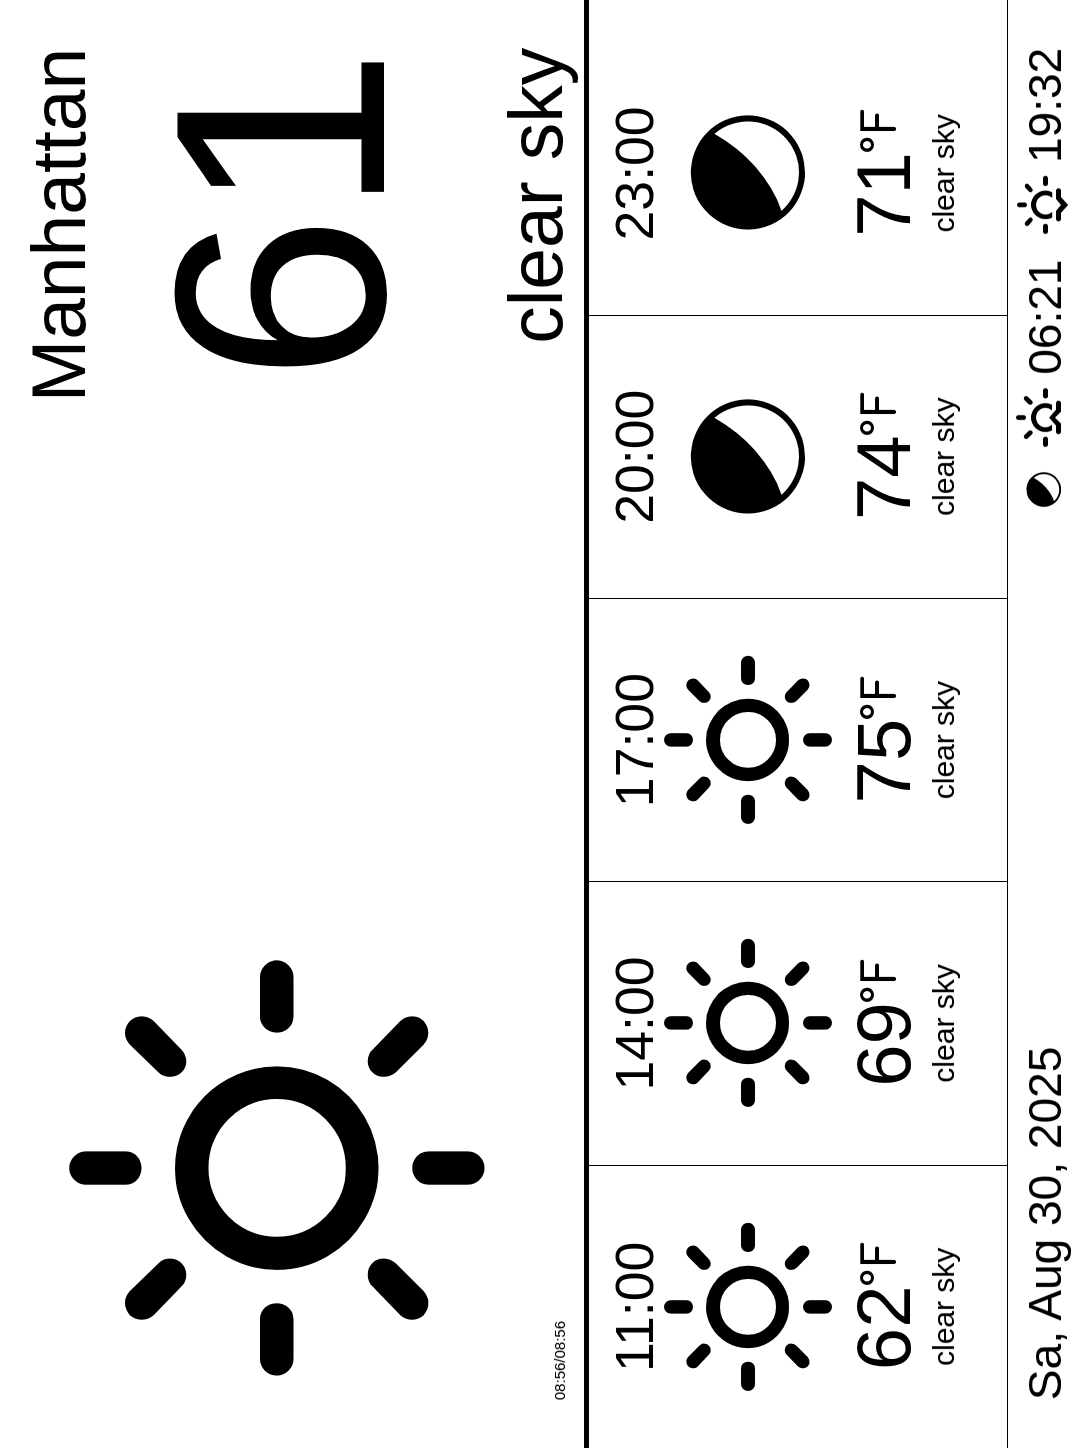 Manhattan
61
clear sky
08:56/08:56
11:00 14:00 17:00 20:00 23:00
62°F 69°F 75°F 74°F 71°F
clear sky clear sky clear sky clear sky clear sky
Sa, Aug 30, 2025 06:21 19:32